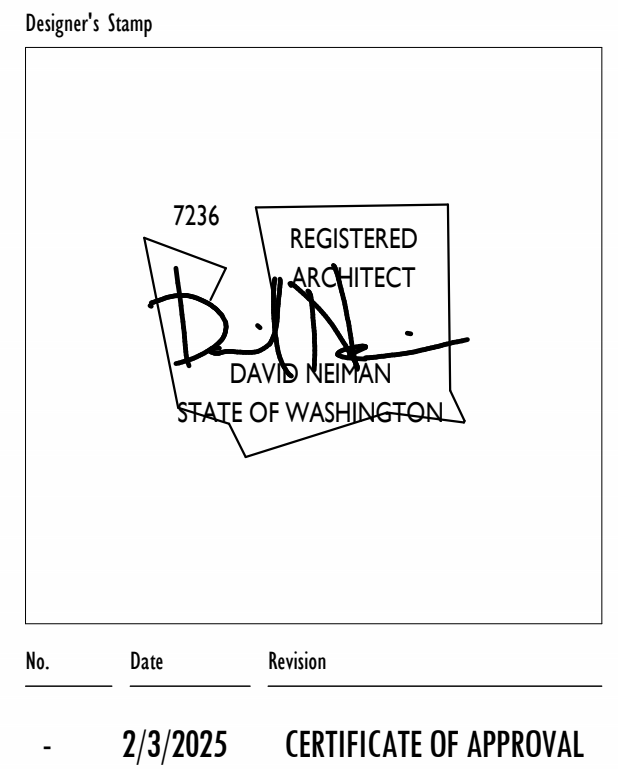 Designer's Stamp
7236
REGISTERED
ARCHITECT
DAVID NEIMAN
STATE OF WASHINGTON
No. Date Revision
- 2/3/2025 CERTIFICATE OF APPROVAL